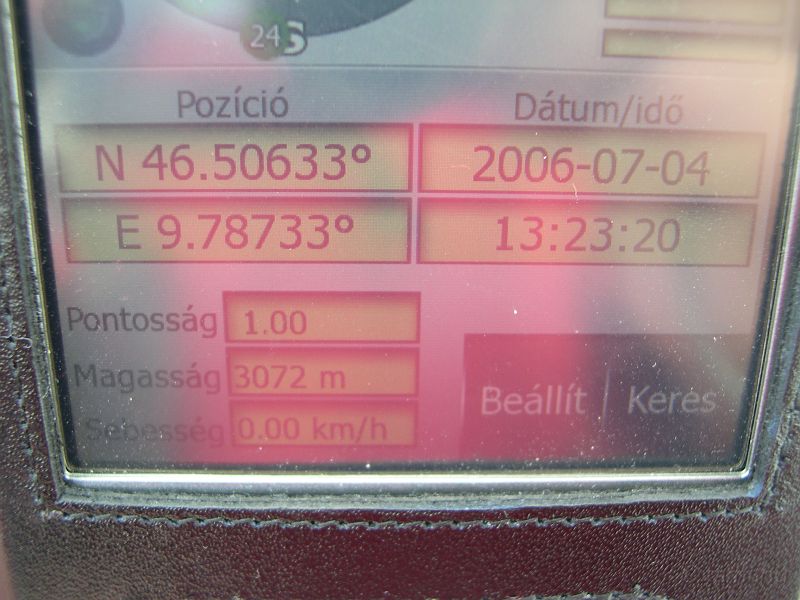 24 S
Pozíció Dátum/idő
N 46.50633° 2006-07-04
E 9.78733° 13:23:20
Pontosság 1.00
Magasság 3072 m
Beállít Keres
Sebesség 0.00 km/h